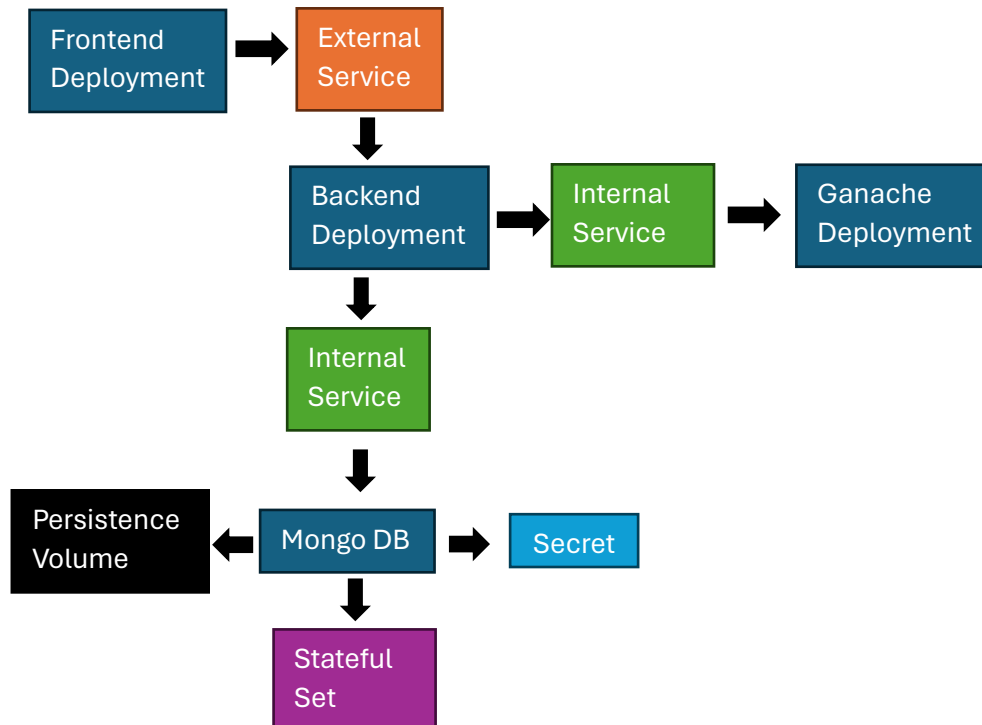 Frontend
Deployment
External
Service
Backend
Deployment
Internal
Service
Ganache
Deployment
Internal
Service
Persistence
Volume
Mongo DB
Secret
Stateful
Set